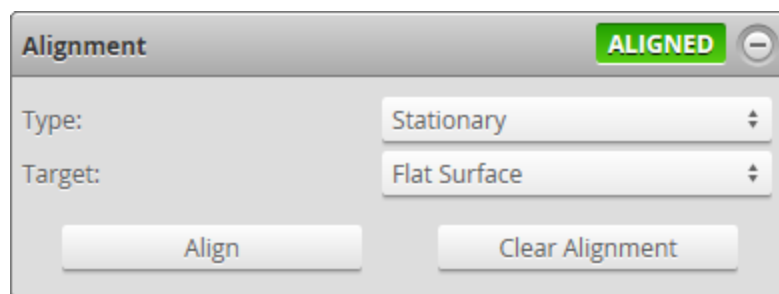 Alignment ALIGNED
Type: Stationary
Target: Flat Surface
Align Clear Alignment